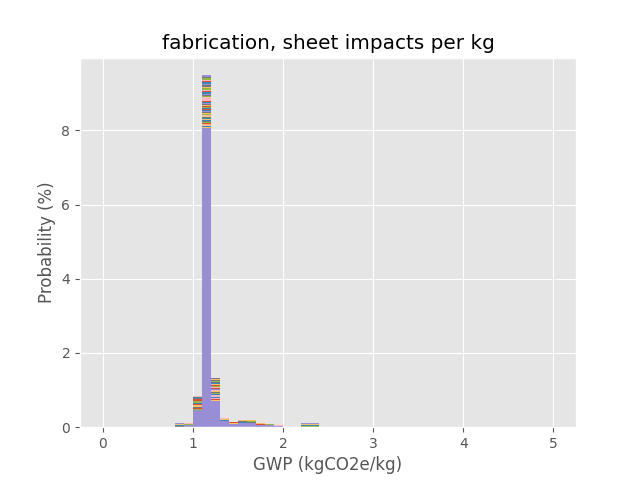 fabrication, sheet impacts per kg
Probability (%)
8
6
4
2
0
0 1 2 3 4 5
GWP (kgCO2e/kg)